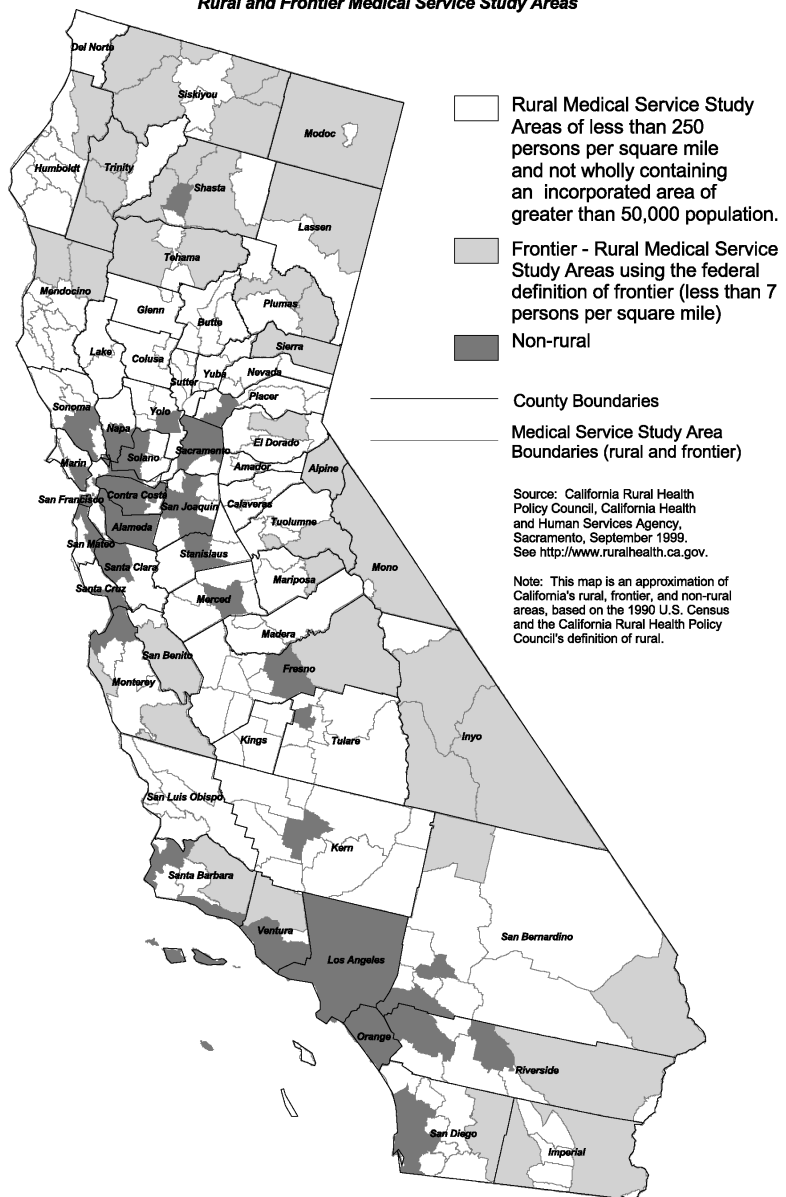 Rural and Frontier Medical Service Study Areas
Del Norte
Siskiyou
Modoc
Humboldt
Trinity
Shasta
Lassen
Tehama
Mendocino
Plumas
Glenn
Butte
Sierra
Lake
Colusa
Sutter
Yuba
Nevada
Placer
Sonoma
Napa
Yolo
El Dorado
Sacramento
Solano
Marin
Amador
Alpine
San Francisco
Contra Costa
San Joaquin
Calaveras
Tuolumne
Alameda
San Mateo
Stanislaus
Santa Clara
Mono
Santa Cruz
Merced
Mariposa
Madera
San Benito
Fresno
Monterey
Kings
Tulare
Inyo
San Luis Obispo
Kern
Santa Barbara
Ventura
San Bernardino
Los Angeles
Orange
Riverside
San Diego
Imperial
Rural Medical Service Study
Areas of less than 250
persons per square mile
and not wholly containing
an incorporated area of
greater than 50,000 population.
Frontier - Rural Medical Service
Study Areas using the federal
definition of frontier (less than 7
persons per square mile)
Non-rural
County Boundaries
Medical Service Study Area
Boundaries (rural and frontier)
Source: California Rural Health
Policy Council, California Health
and Human Services Agency,
Sacramento, September 1999.
See http://www.ruralhealth.ca.gov.
Note: This map is an approximation of
California's rural, frontier, and non-rural
areas, based on the 1990 U.S. Census
and the California Rural Health Policy
Council's definition of rural.